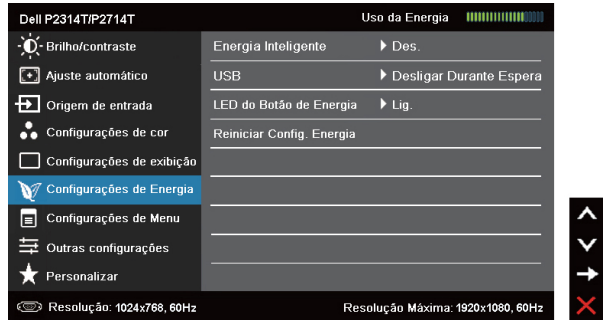 Dell P2314T/P2714T Uso da Energia
Brilho/contraste Energia Inteligente Des.
Ajuste automático USB Desligar Durante Espera
Origem de entrada LED do Botão de Energia Lig.
Configurações de cor Reiniciar Config. Energia
Configurações de exibição
Configurações de Energia
Configurações de Menu
Outras configurações
Personalizar
Resolução: 1024x768, 60Hz Resolução Máxima: 1920x1080, 60Hz